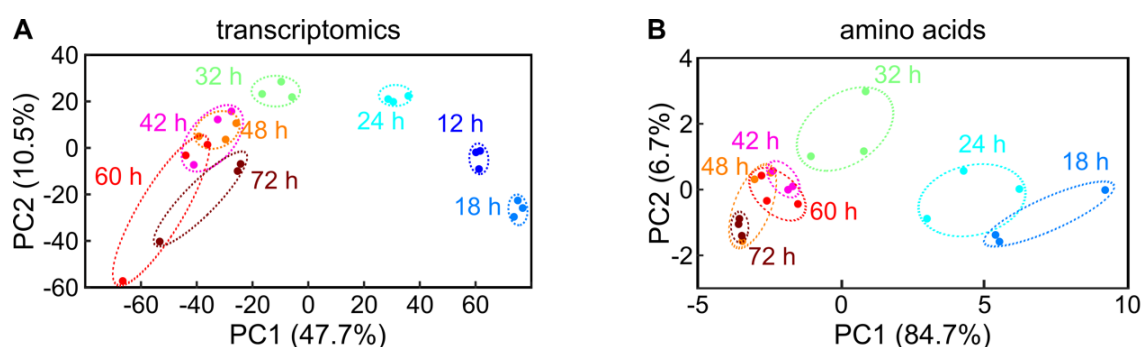 A transcriptomics
PC2 (10.5%)
40
20
0
-20
-40
-60
32 h
42 h
48 h
24 h
12 h
60 h
72 h
18 h
-60 -40 -20 0 20 40 60
PC1 (47.7%)
B amino acids
PC2 (6.7%)
4
2
0
-2
32 h
42 h
48 h
24 h
18 h
60 h
72 h
-5 0 5 10
PC1 (84.7%)